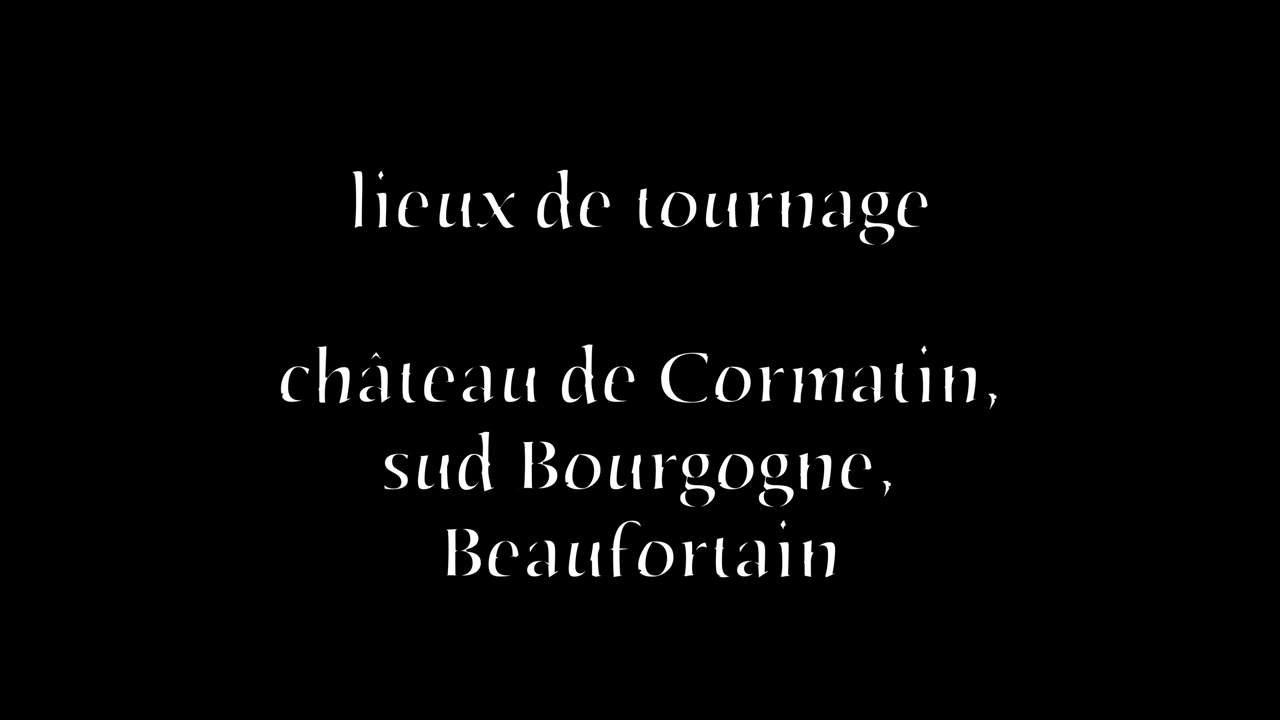 lieux de tournage
château de Cormatin,
sud Bourgogne,
Beaufortain